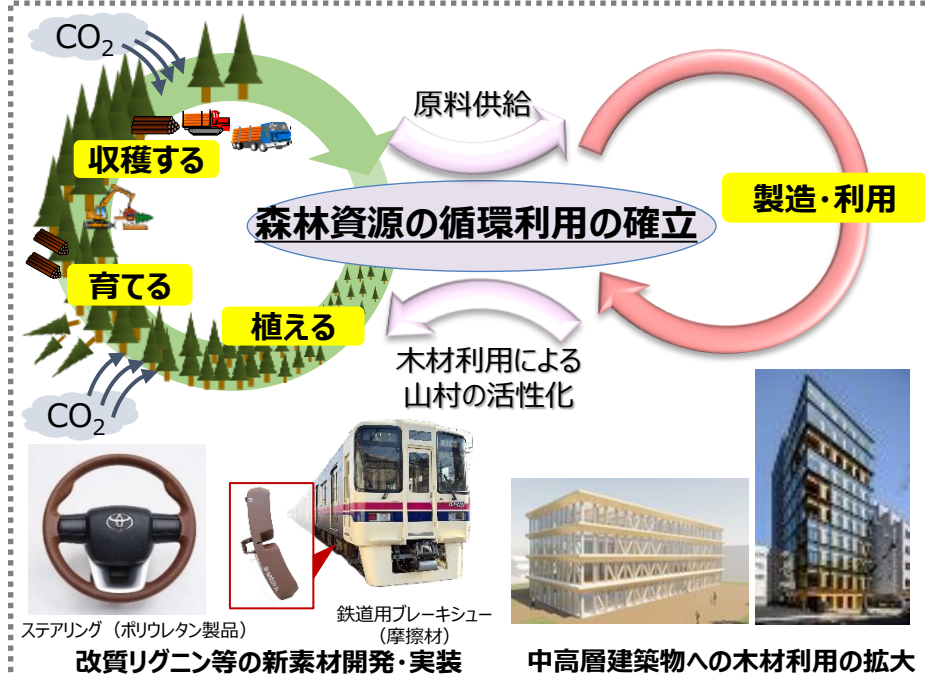 CO2
原料供給
収穫する
森林資源の循環利用の確立
製造・利用
育てる
植える
木材利用による
山村の活性化
CO2
ステアリング（ポリウレタン製品）
鉄道用ブレーキシュー
（摩擦材）
改質リグニン等の新素材開発・実装
中高層建築物への木材利用の拡大